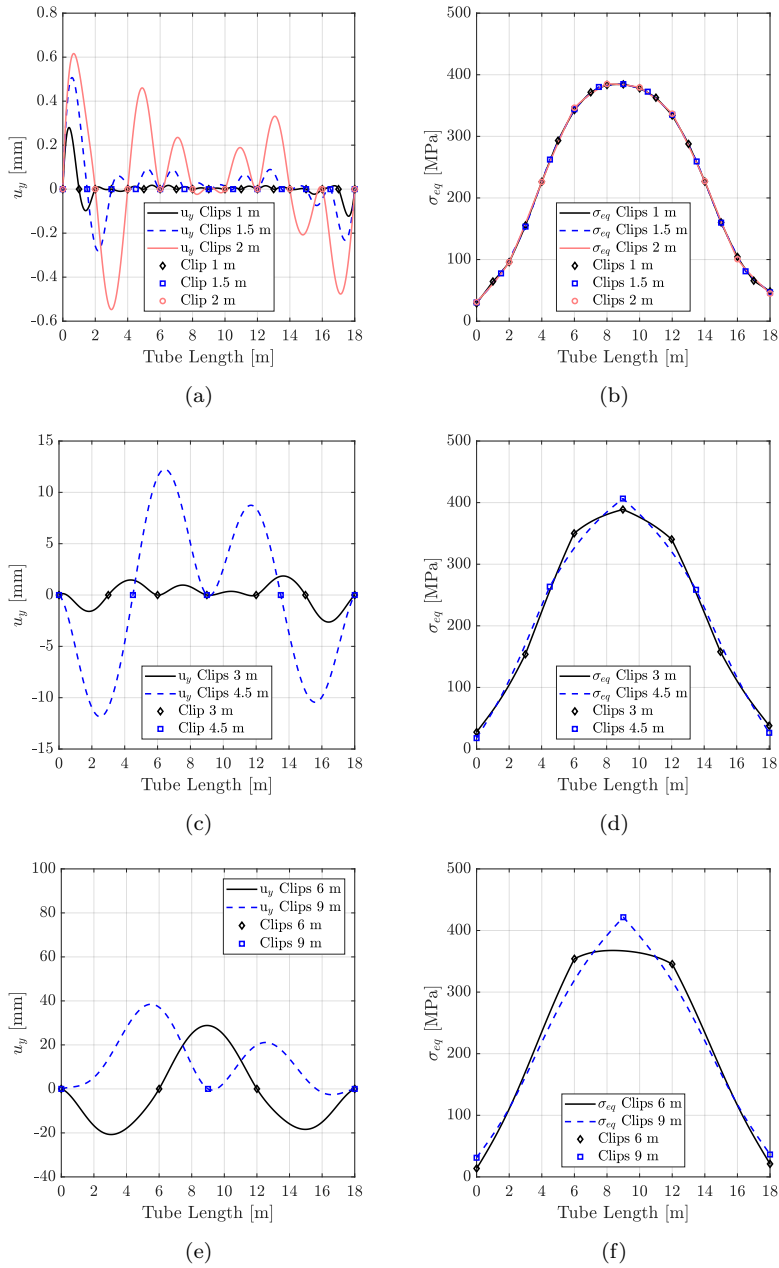 0.8
0.6
0.4
0.2
0
-0.2
-0.4
-0.6
u_y [mm]
u_y Clips 1 m
u_y Clips 1.5 m
u_y Clips 2 m
Clip 1 m
Clip 1.5 m
Clip 2 m
0 2 4 6 8 10 12 14 16 18
Tube Length [m]
(a)
500
400
300
200
100
0
σ_eq [MPa]
σ_eq Clips 1 m
σ_eq Clips 1.5 m
σ_eq Clips 2 m
Clips 1 m
Clips 1.5 m
Clips 2 m
0 2 4 6 8 10 12 14 16 18
Tube Length [m]
(b)
15
10
5
0
-5
-10
-15
u_y [mm]
u_y Clips 3 m
u_y Clips 4.5 m
Clip 3 m
Clip 4.5 m
0 2 4 6 8 10 12 14 16 18
Tube Length [m]
(c)
500
400
300
200
100
0
σ_eq [MPa]
σ_eq Clips 3 m
σ_eq Clips 4.5 m
Clips 3 m
Clips 4.5 m
0 2 4 6 8 10 12 14 16 18
Tube Length [m]
(d)
100
80
60
40
20
0
-20
-40
u_y [mm]
u_y Clips 6 m
u_y Clips 9 m
Clips 6 m
Clips 9 m
0 2 4 6 8 10 12 14 16 18
Tube Length [m]
(e)
500
400
300
200
100
0
σ_eq [MPa]
σ_eq Clips 6 m
σ_eq Clips 9 m
Clips 6 m
Clips 9 m
0 2 4 6 8 10 12 14 16 18
Tube Length [m]
(f)